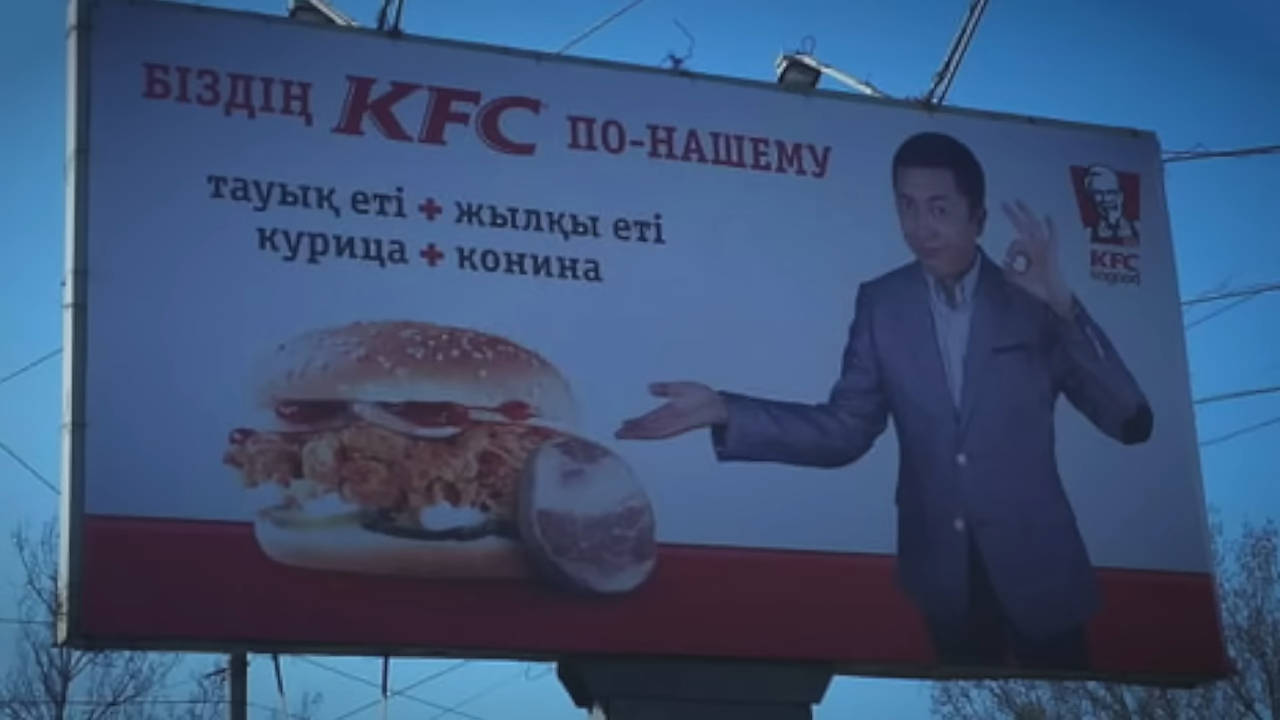 БІЗДІҢ KFC ПО-НАШЕМУ
тауық еті + жылқы еті
курица + конина
KFC